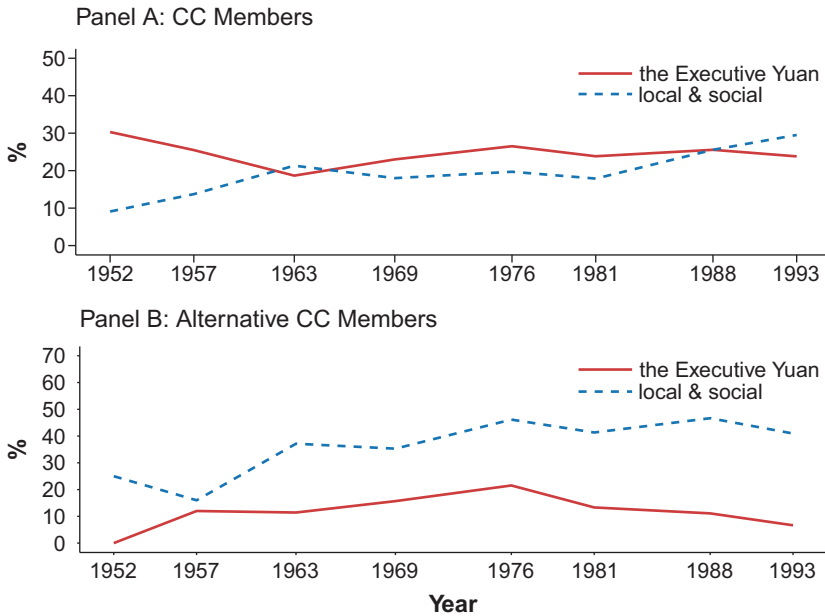 Panel A: CC Members
50
40
30
20
10
0
%
the Executive Yuan
local & social
1952 1957 1963 1969 1976 1981 1988 1993
Panel B: Alternative CC Members
70
60
50
40
30
20
10
0
%
the Executive Yuan
local & social
1952 1957 1963 1969 1976 1981 1988 1993
Year